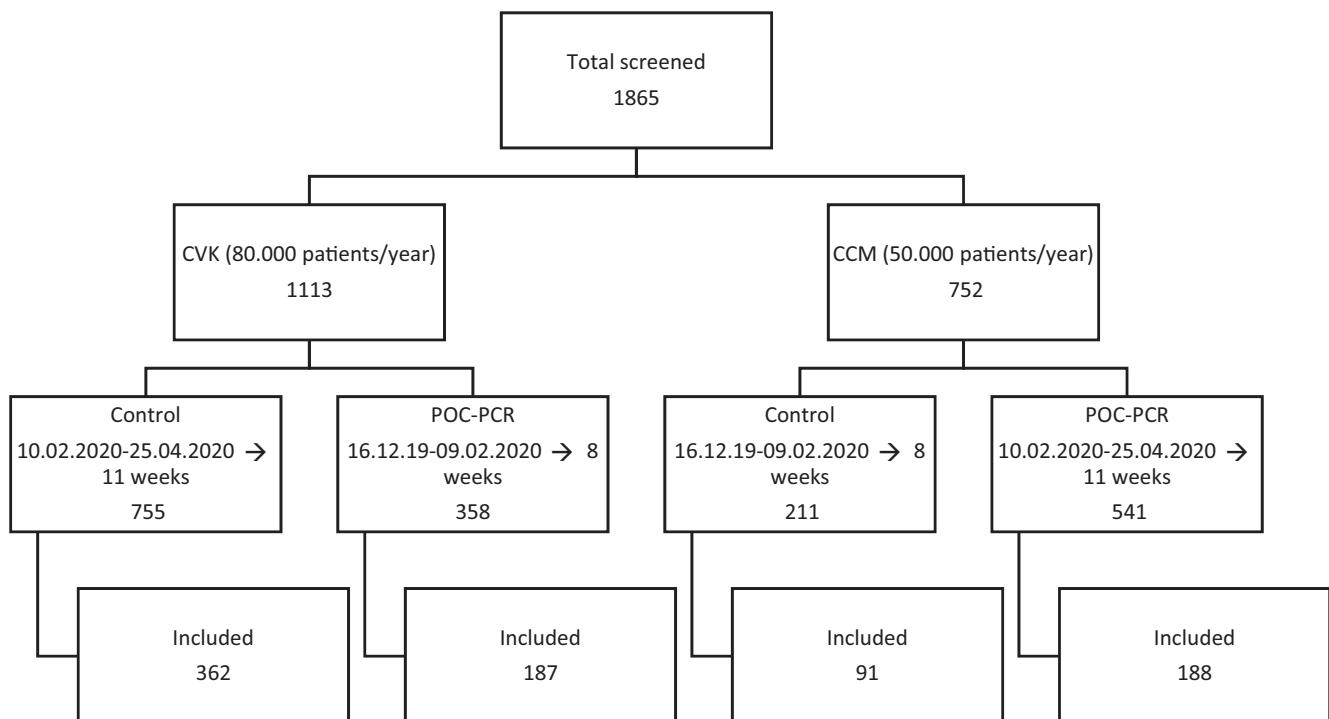 Total screened
1865
CVK (80.000 patients/year)
1113
CCM (50.000 patients/year)
752
Control
10.02.2020-25.04.2020 →
11 weeks
755
POC-PCR
16.12.19-09.02.2020 → 8
weeks
358
Control
16.12.19-09.02.2020 → 8
weeks
211
POC-PCR
10.02.2020-25.04.2020 →
11 weeks
541
Included
362
Included
187
Included
91
Included
188